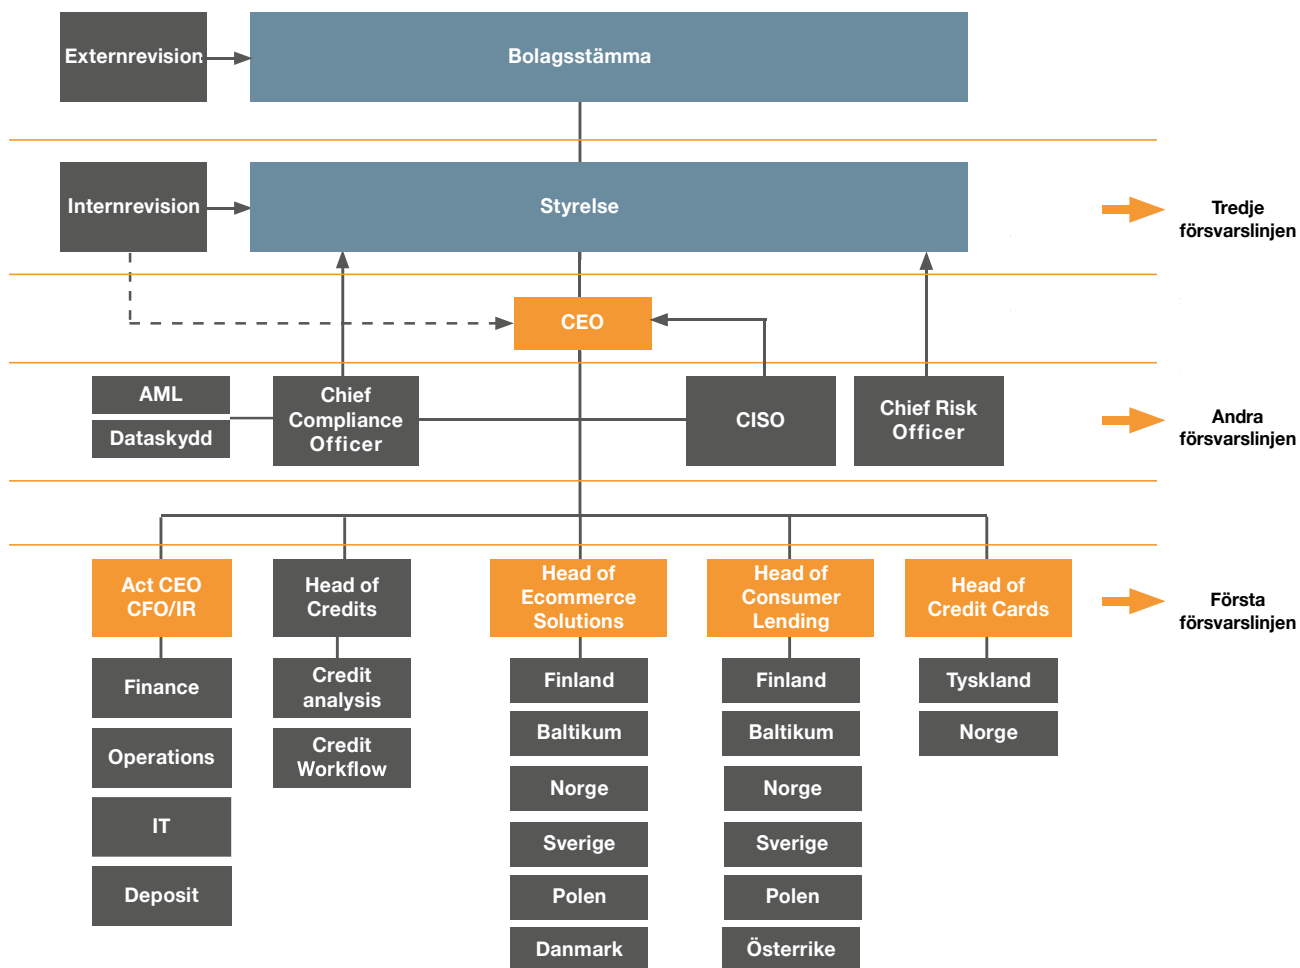 Externrevision
Bolagsstämma
Internrevision
Styrelse
Tredje
försvarslinjen
CEO
AML
Dataskydd
Chief
Compliance
Officer
CISO
Chief Risk
Officer
Andra
försvarslinjen
Act CEO
CFO/IR
Head of
Credits
Head of
Ecommerce
Solutions
Head of
Consumer
Lending
Head of
Credit Cards
Första
försvarslinjen
Finance
Operations
IT
Deposit
Credit
analysis
Credit
Workflow
Finland
Baltikum
Norge
Sverige
Polen
Danmark
Finland
Baltikum
Norge
Sverige
Polen
Österrike
Tyskland
Norge